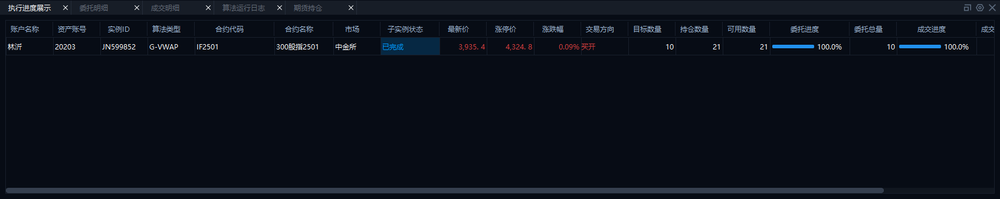 执行进度展示 委托明细 成交明细 算法运行日志 期货持仓
账户名称 资产账号 实例ID 算法类型 合约代码 合约名称 市场 子实例状态 最新价 涨停价 涨跌幅 交易方向 目标数量 持仓数量 可用数量 委托进度 委托总量 成交进度 成交
林沂 20203 JN599852 G-VWAP IF2501 300股指2501 中金所 已完成 3,935.4 4,324.8 0.09% 买开 10 21 21 100.0% 10 100.0%